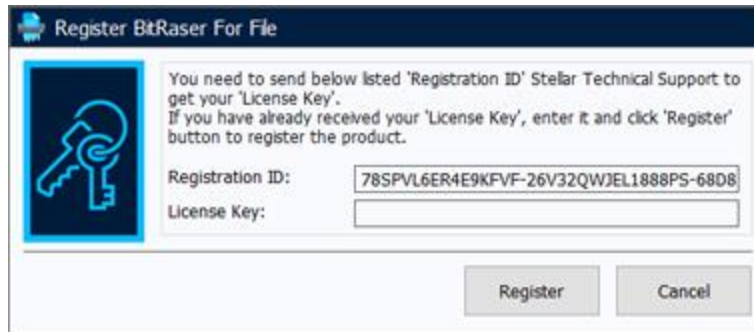 Register BitRaser For File
You need to send below listed 'Registration ID' Stellar Technical Support to
get your 'License Key'.
If you have already received your 'License Key', enter it and click 'Register'
button to register the product.
Registration ID:
78SPVL6ER4E9KFVF-26V32QWJEL1888PS-68D8
License Key:
Register
Cancel